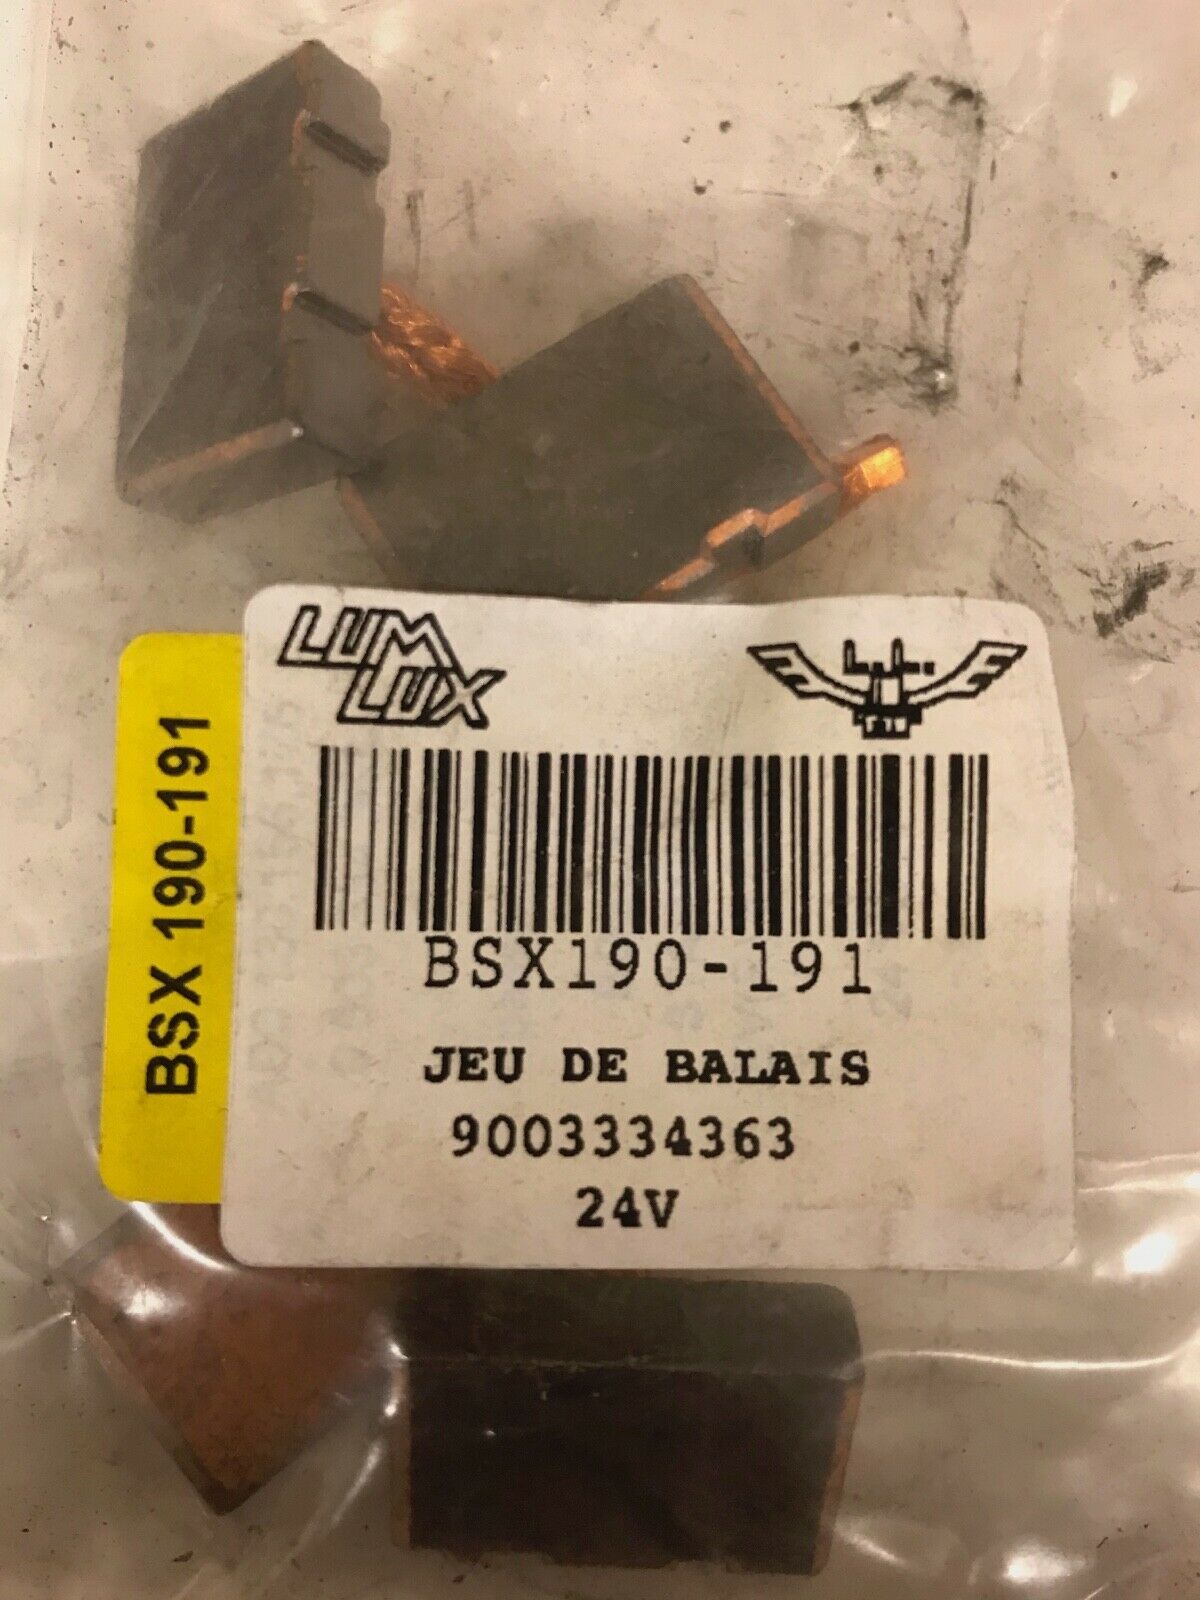 LUM
LUX
BSX 190-191
BSX190-191
JEU DE BALAIS
9003334363
24V